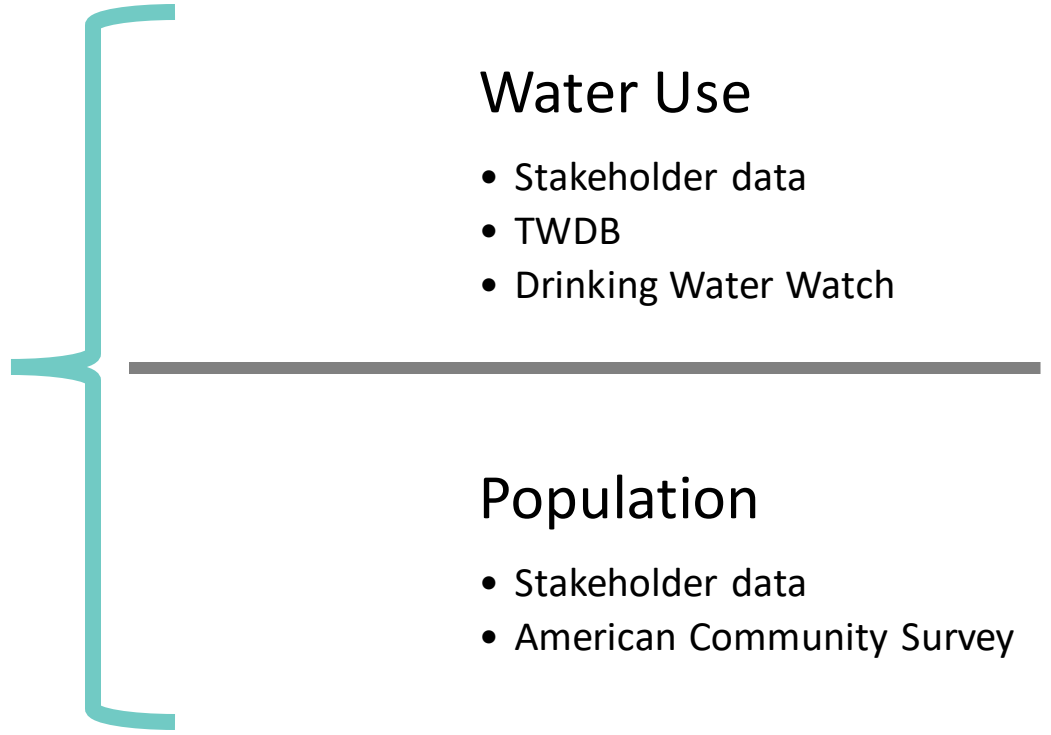 Water Use
• Stakeholder data
• TWDB
• Drinking Water Watch
Population
• Stakeholder data
• American Community Survey